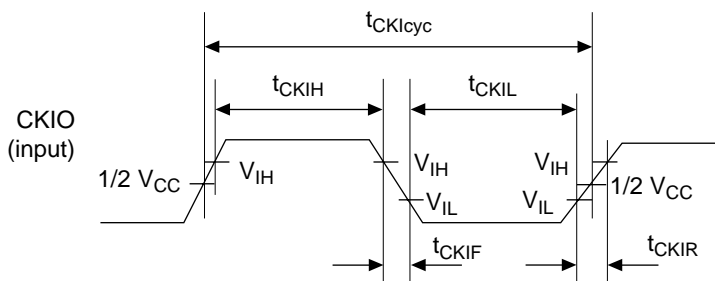 tCKIcyc
tCKIH
tCKIL
CKIO
(input)
VIH
VIH
VIH
1/2 VCC
1/2 VCC
VIL
VIL
tCKIF
tCKIR